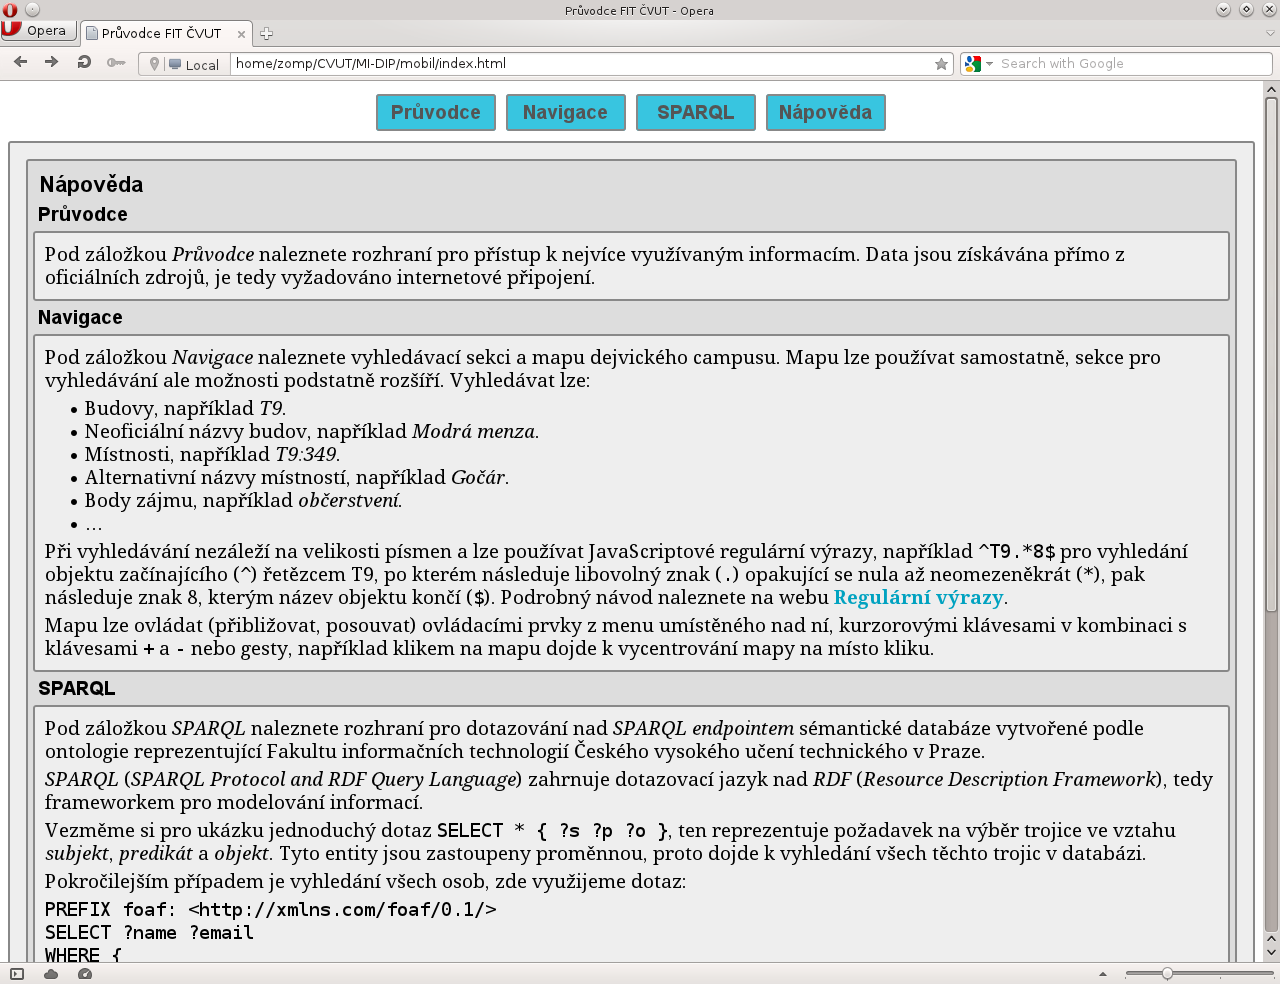 Průvodce FIT ČVUT - Opera
Opera
Průvodce FIT ČVUT
Local
home/zomp/CVUT/MI-DIP/mobil/index.html
Search with Google
Průvodce
Navigace
SPARQL
Nápověda
Nápověda
Průvodce
Pod záložkou Průvodce naleznete rozhraní pro přístup k nejvíce využívaným informacím. Data jsou získávána přímo z
oficiálních zdrojů, je tedy vyžadováno internetové připojení.
Navigace
Pod záložkou Navigace naleznete vyhledávací sekci a mapu dejvického campusu. Mapu lze používat samostatně, sekce pro
vyhledávání ale možnosti podstatně rozšíří. Vyhledávat lze:
• Budovy, například T9.
• Neoficiální názvy budov, například Modrá menza.
• Místnosti, například T9:349.
• Alternativní názvy místností, například Gočár.
• Body zájmu, například občerstvení.
• …
Při vyhledávání nezáleží na velikosti písmen a lze používat JavaScriptové regulární výrazy, například ^T9.*8$ pro vyhledání
objektu začínajícího (^) řetězcem T9, po kterém následuje libovolný znak (.) opakující se nula až neomezeněkrát (*), pak
následuje znak 8, kterým název objektu končí ($). Podrobný návod naleznete na webu Regulární výrazy.
Mapu lze ovládat (přibližovat, posouvat) ovládacími prvky z menu umístěného nad ní, kurzorovými klávesami v kombinaci s
klávesami + a - nebo gesty, například klikem na mapu dojde k vycentrování mapy na místo kliku.
SPARQL
Pod záložkou SPARQL naleznete rozhraní pro dotazování nad SPARQL endpointem sémantické databáze vytvořené podle
ontologie reprezentující Fakultu informačních technologií Českého vysokého učení technického v Praze.
SPARQL (SPARQL Protocol and RDF Query Language) zahrnuje dotazovací jazyk nad RDF (Resource Description Framework), tedy
frameworkem pro modelování informací.
Vezměme si pro ukázku jednoduchý dotaz SELECT * { ?s ?p ?o }, ten reprezentuje požadavek na výběr trojice ve vztahu
subjekt, predikát a objekt. Tyto entity jsou zastoupeny proměnnou, proto dojde k vyhledání všech těchto trojic v databázi.
Pokročilejším případem je vyhledání všech osob, zde využijeme dotaz:
PREFIX foaf: <http://xmlns.com/foaf/0.1/>
SELECT ?name ?email
WHERE {